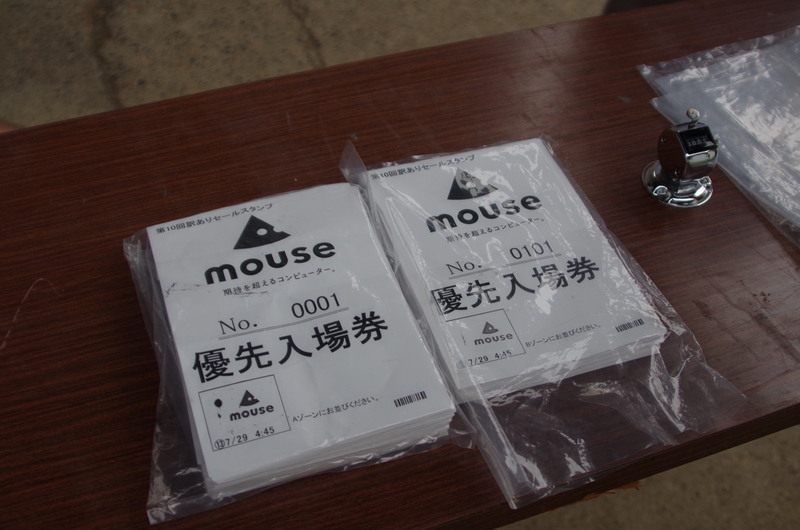 第10回訳ありセールスタンプ
mouse
期待を超えるコンピューター。
No. 0001
優先入場券
mouse
⑬7/29 4:45
Aゾーンにお並びください。
第10回訳ありセールスタンプ
mouse
期待を超えるコンピューター。
No. 0101
優先入場券
mouse
7/29 4:45
Bゾーンにお並びください。